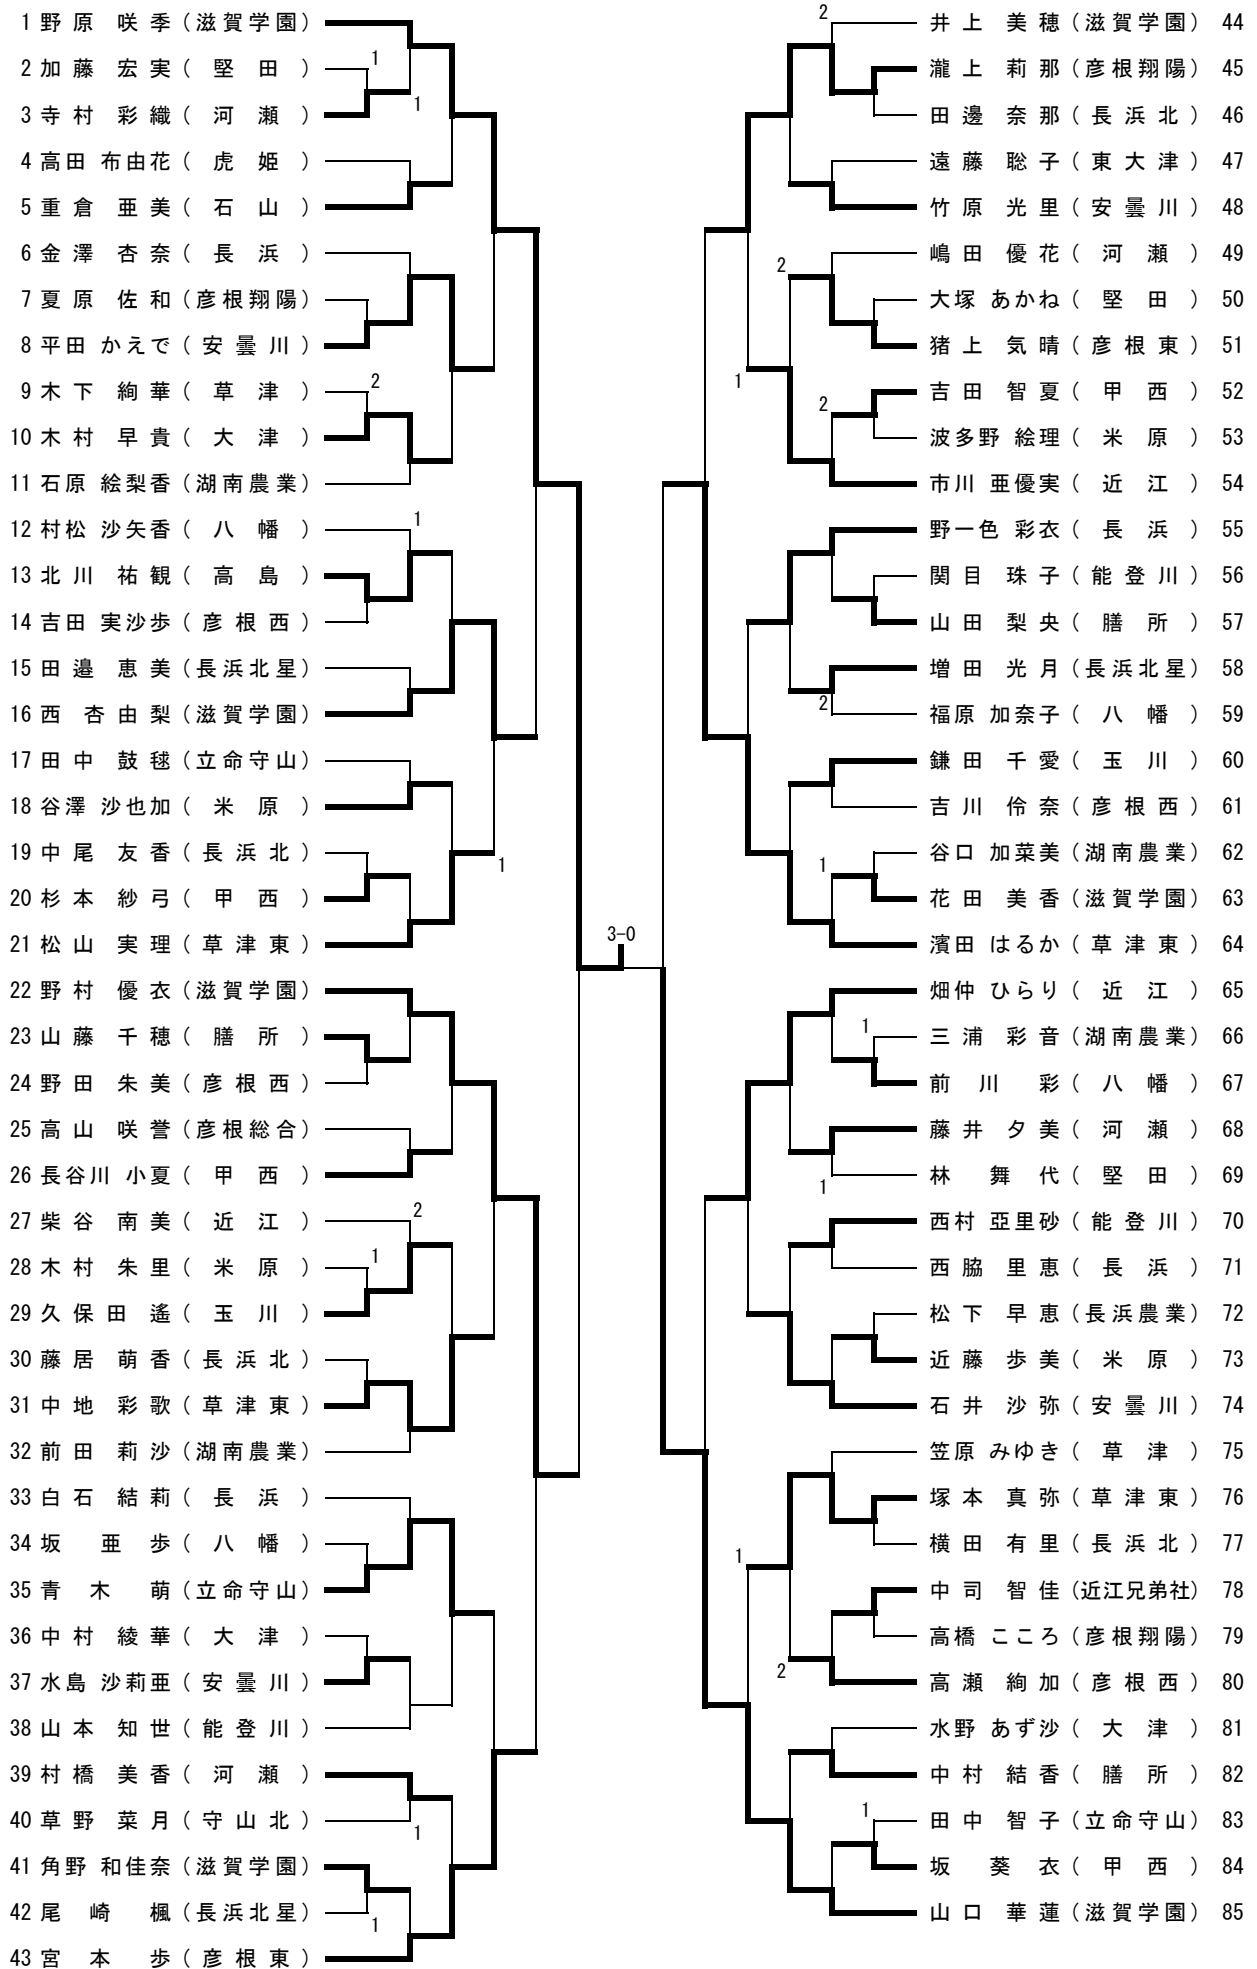 1 野原 咲季 (滋賀学園)
2 加藤 宏実 (堅田)
1
3 寺村 彩織 (河瀬)
1
4 高田 布由花 (虎姫)
5 重倉 亜美 (石山)
6 金澤 杏奈 (長浜)
7 夏原 佐和 (彦根翔陽)
8 平田 かえで (安曇川)
9 木下 絢華 (草津)
2
10 木村 早貴 (大津)
11 石原 絵梨香 (湖南農業)
12 村松 沙矢香 (八幡)
1
13 北川 祐観 (高島)
14 吉田 実沙歩 (彦根西)
15 田邉 恵美 (長浜北星)
16 西 杏由梨 (滋賀学園)
17 田中 鼓毬 (立命守山)
18 谷澤 沙也加 (米原)
19 中尾 友香 (長浜北)
1
20 杉本 紗弓 (甲西)
21 松山 実理 (草津東)
22 野村 優衣 (滋賀学園)
23 山藤 千穂 (膳所)
24 野田 朱美 (彦根西)
25 高山 咲誉 (彦根総合)
26 長谷川 小夏 (甲西)
27 柴谷 南美 (近江)
2
28 木村 朱里 (米原)
1
29 久保田 遙 (玉川)
30 藤居 萌香 (長浜北)
31 中地 彩歌 (草津東)
32 前田 莉沙 (湖南農業)
33 白石 結莉 (長浜)
34 坂 亜歩 (八幡)
35 青木 萌 (立命守山)
36 中村 綾華 (大津)
37 水島 沙莉亜 (安曇川)
38 山本 知世 (能登川)
39 村橋 美香 (河瀬)
40 草野 菜月 (守山北)
1
41 角野 和佳奈 (滋賀学園)
42 尾崎 楓 (長浜北星)
1
43 宮本 歩 (彦根東)
3-0
2
井上 美穂 (滋賀学園) 44
瀧上 莉那 (彦根翔陽) 45
田邊 奈那 (長浜北) 46
遠藤 聡子 (東大津) 47
竹原 光里 (安曇川) 48
嶋田 優花 (河瀬) 49
2
大塚 あかね (堅田) 50
猪上 気晴 (彦根東) 51
1
吉田 智夏 (甲西) 52
2
波多野 絵理 (米原) 53
市川 亜優実 (近江) 54
野一色 彩衣 (長浜) 55
関目 珠子 (能登川) 56
山田 梨央 (膳所) 57
増田 光月 (長浜北星) 58
2
福原 加奈子 (八幡) 59
鎌田 千愛 (玉川) 60
吉川 伶奈 (彦根西) 61
谷口 加菜美 (湖南農業) 62
1
花田 美香 (滋賀学園) 63
濱田 はるか (草津東) 64
畑仲 ひらり (近江) 65
1
三浦 彩音 (湖南農業) 66
前川 彩 (八幡) 67
藤井 夕美 (河瀬) 68
林 舞代 (堅田) 69
1
西村 亞里砂 (能登川) 70
西脇 里恵 (長浜) 71
松下 早恵 (長浜農業) 72
近藤 歩美 (米原) 73
石井 沙弥 (安曇川) 74
笠原 みゆき (草津) 75
塚本 真弥 (草津東) 76
横田 有里 (長浜北) 77
1
中司 智佳 (近江兄弟社) 78
高橋 こころ (彦根翔陽) 79
2
高瀬 絢加 (彦根西) 80
水野 あず沙 (大津) 81
中村 結香 (膳所) 82
1
田中 智子 (立命守山) 83
坂 葵衣 (甲西) 84
山口 華蓮 (滋賀学園) 85